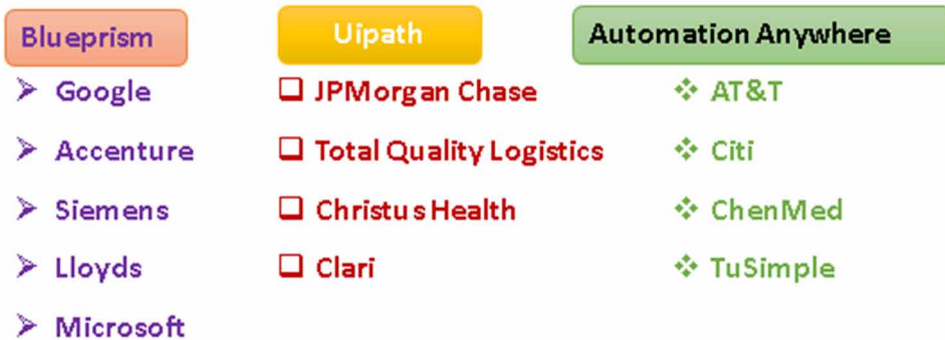 Blueprism
Google
Accenture
Siemens
Lloyds
Microsoft
Uipath
JPMorgan Chase
Total Quality Logistics
Christus Health
Clari
Automation Anywhere
AT&T
Citi
ChenMed
TuSimple